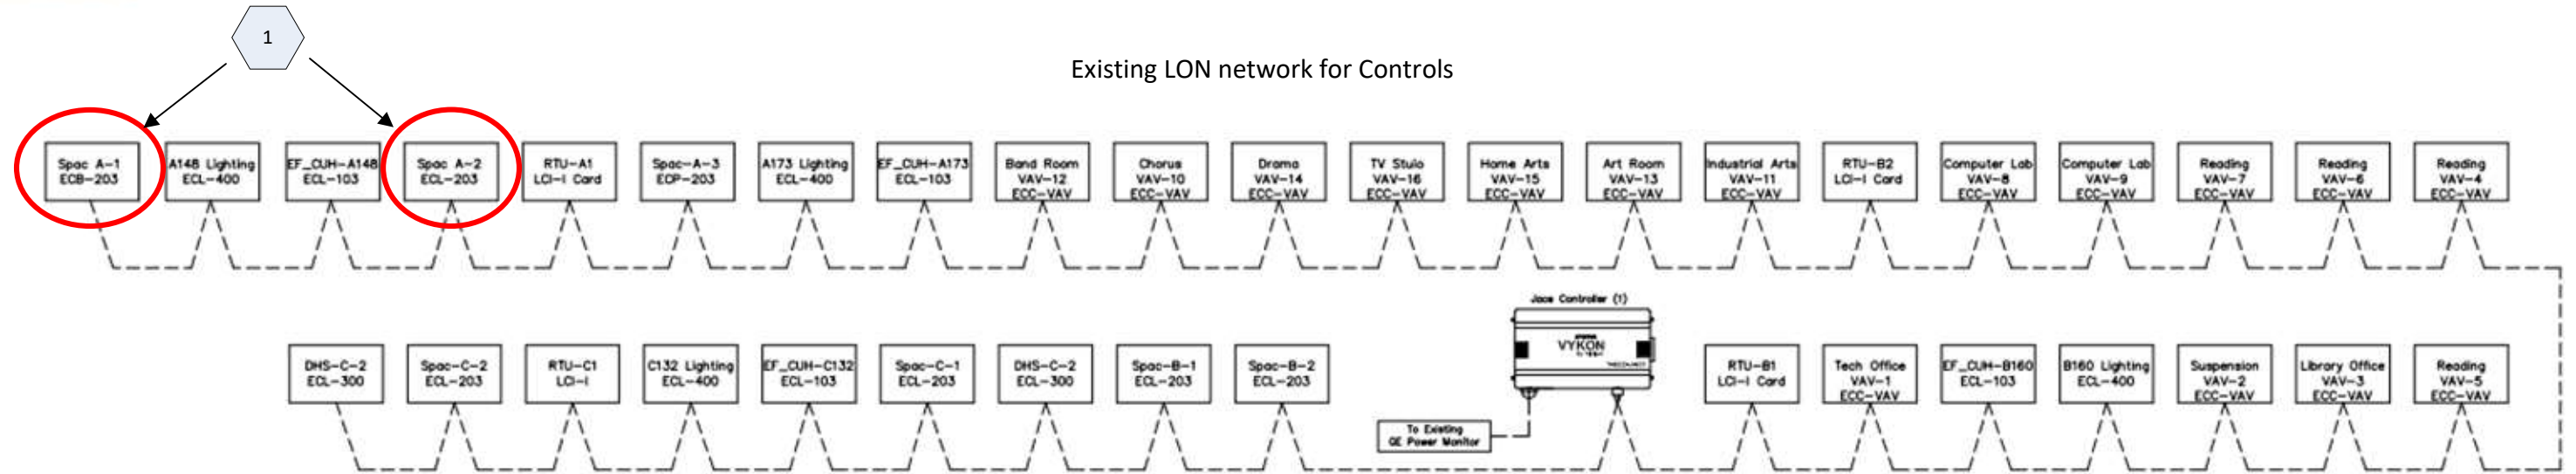 1
Existing LON network for Controls
Spac A-1
ECB-203
A148 Lighting
ECL-400
EF_CUH-A148
ECL-103
Spac A-2
ECL-203
RTU-A1
LCI-I Card
Spac-A-3
ECP-203
A173 Lighting
ECL-400
EF_CUH-A173
ECL-103
Band Room
VAV-12
ECC-VAV
Chorus
VAV-10
ECC-VAV
Drama
VAV-14
ECC-VAV
TV Stuio
VAV-16
ECC-VAV
Home Arts
VAV-15
ECC-VAV
Art Room
VAV-13
ECC-VAV
Industrial Arts
VAV-11
ECC-VAV
RTU-B2
LCI-I Card
Computer Lab
VAV-8
ECC-VAV
Computer Lab
VAV-9
ECC-VAV
Reading
VAV-7
ECC-VAV
Reading
VAV-6
ECC-VAV
Reading
VAV-4
ECC-VAV
Jace Controller (1)
VYKON
To Existing
GE Power Monitor
DHS-C-2
ECL-300
Spac-C-2
ECL-203
RTU-C1
LCI-I
C132 Lighting
ECL-400
EF_CUH-C132
ECL-103
Spac-C-1
ECL-203
DHS-C-2
ECL-300
Spac-B-1
ECL-203
Spac-B-2
ECL-203
RTU-B1
LCI-I Card
Tech Office
VAV-1
ECC-VAV
EF_CUH-B160
ECL-103
B160 Lighting
ECL-400
Suspension
VAV-2
ECC-VAV
Library Office
VAV-3
ECC-VAV
Reading
VAV-5
ECC-VAV